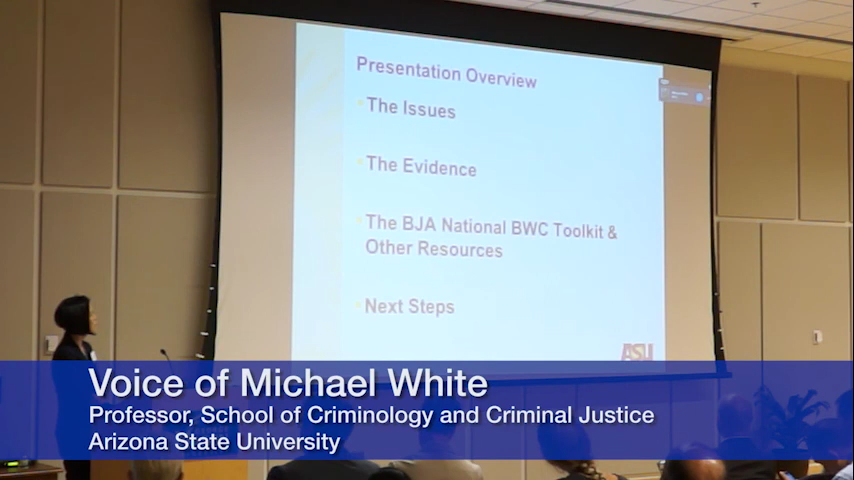 Presentation Overview
The Issues
The Evidence
The BJA National BWC Toolkit &
Other Resources
Next Steps
ASU
Voice of Michael White
Professor, School of Criminology and Criminal Justice
Arizona State University